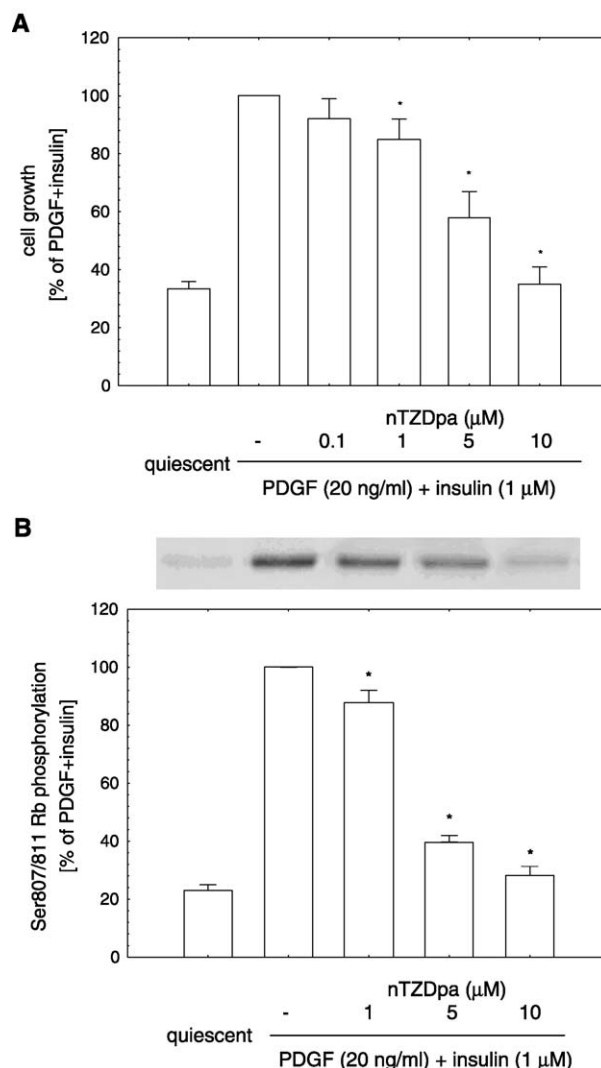 A
120
100
80
60
40
20
0
cell growth
[% of PDGF+insulin]
* * *
nTZDpa (μM)
- 0.1 1 5 10
quiescent
PDGF (20 ng/ml) + insulin (1 μM)
B
120
100
80
60
40
20
0
Ser807/811 Rb phosphorylation
[% of PDGF+insulin]
* * *
nTZDpa (μM)
- 1 5 10
quiescent
PDGF (20 ng/ml) + insulin (1 μM)